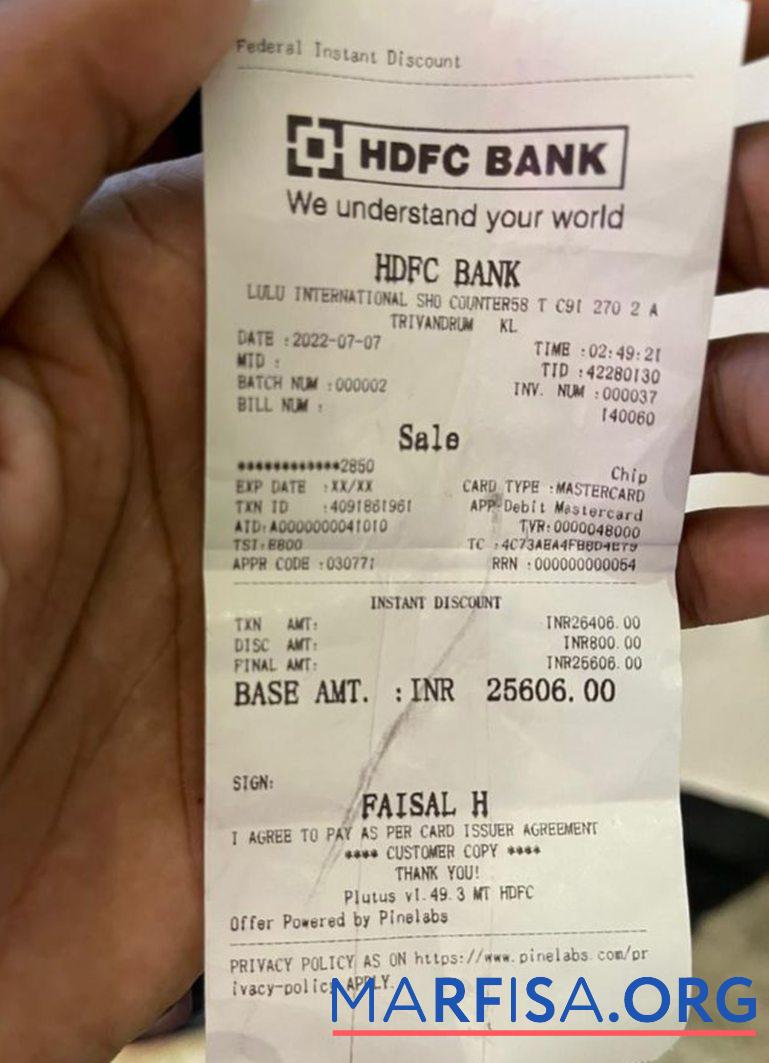 Federal Instant Discount
HDFC BANK
We understand your world
HDFC BANK
LULU INTERNATIONAL SHO COUNTER58 T C91 270 2 A
TRIVANDRUM KL
DATE :2022-07-07 TIME :02:49:21
MID : TID :42280130
BATCH NUM :000002 INV. NUM :000037
BILL NUM : 140060
Sale
************2850 Chip
EXP DATE :XX/XX CARD TYPE :MASTERCARD
TXN ID :4091861961 APP:Debit Mastercard
AID:A0000000041010 TVR:0000048000
TSI:E800 TC :
APPR CODE :030771 RRN :000000000054
INSTANT DISCOUNT
TXN AMT: INR26406.00
DISC AMT: INR800.00
FINAL AMT: INR25606.00
BASE AMT. :INR 25606.00
SIGN:
FAISAL H
I AGREE TO PAY AS PER CARD ISSUER AGREEMENT
**** CUSTOMER COPY ****
THANK YOU!
Plutus v1.49.3 MT HDFC
Offer Powered by Pinelabs
PRIVACY POLICY AS ON https://www.pinelabs.com/pr
ivacy-policy APPLY.
MARFISA.ORG